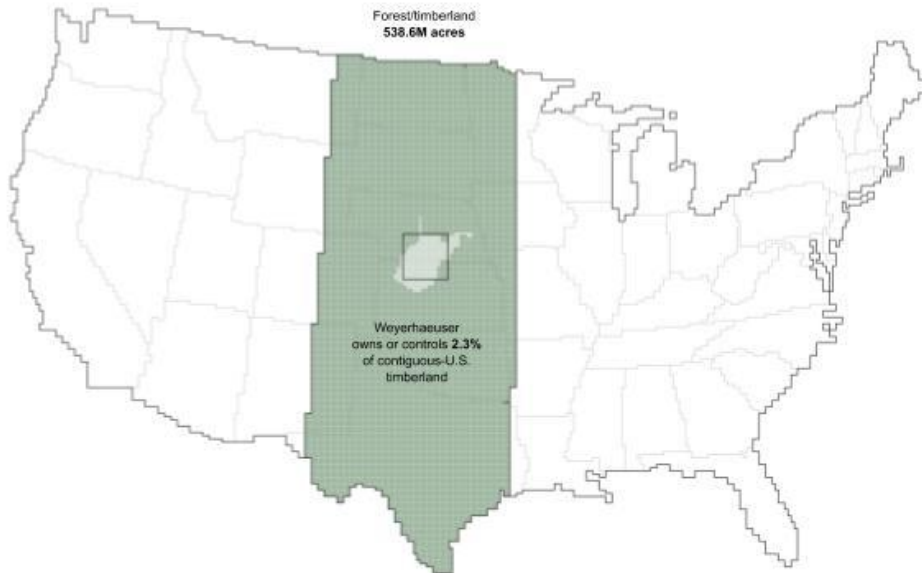 Forest/timberland
538.6M acres
Weyerhaeuser
owns or controls 2.3%
of contiguous-U.S.
timberland